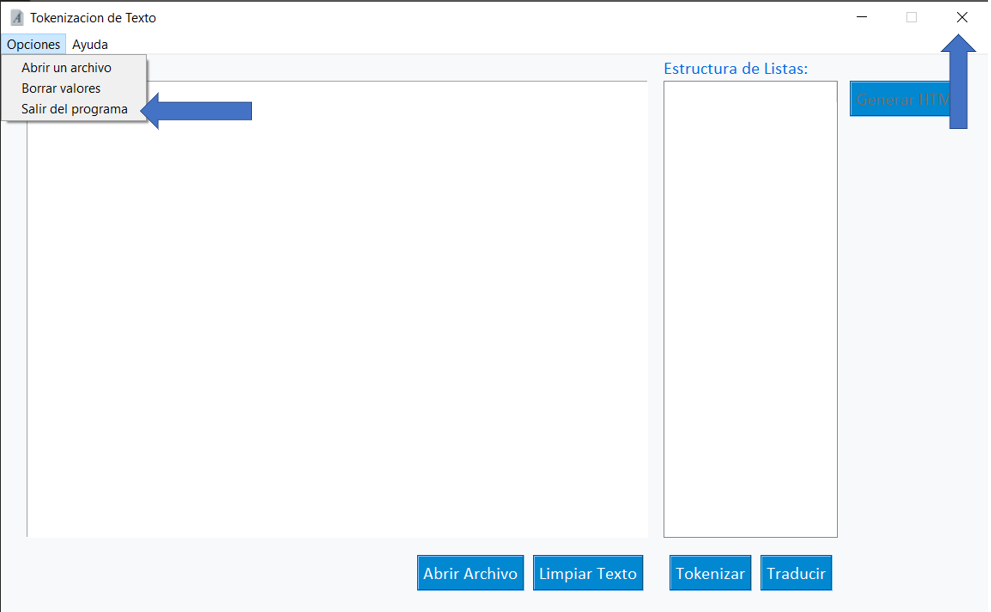 Tokenizacion de Texto
Opciones Ayuda
Abrir un archivo
Borrar valores
Salir del programa
Estructura de Listas:
Generar
Abrir Archivo
Limpiar Texto
Tokenizar
Traducir